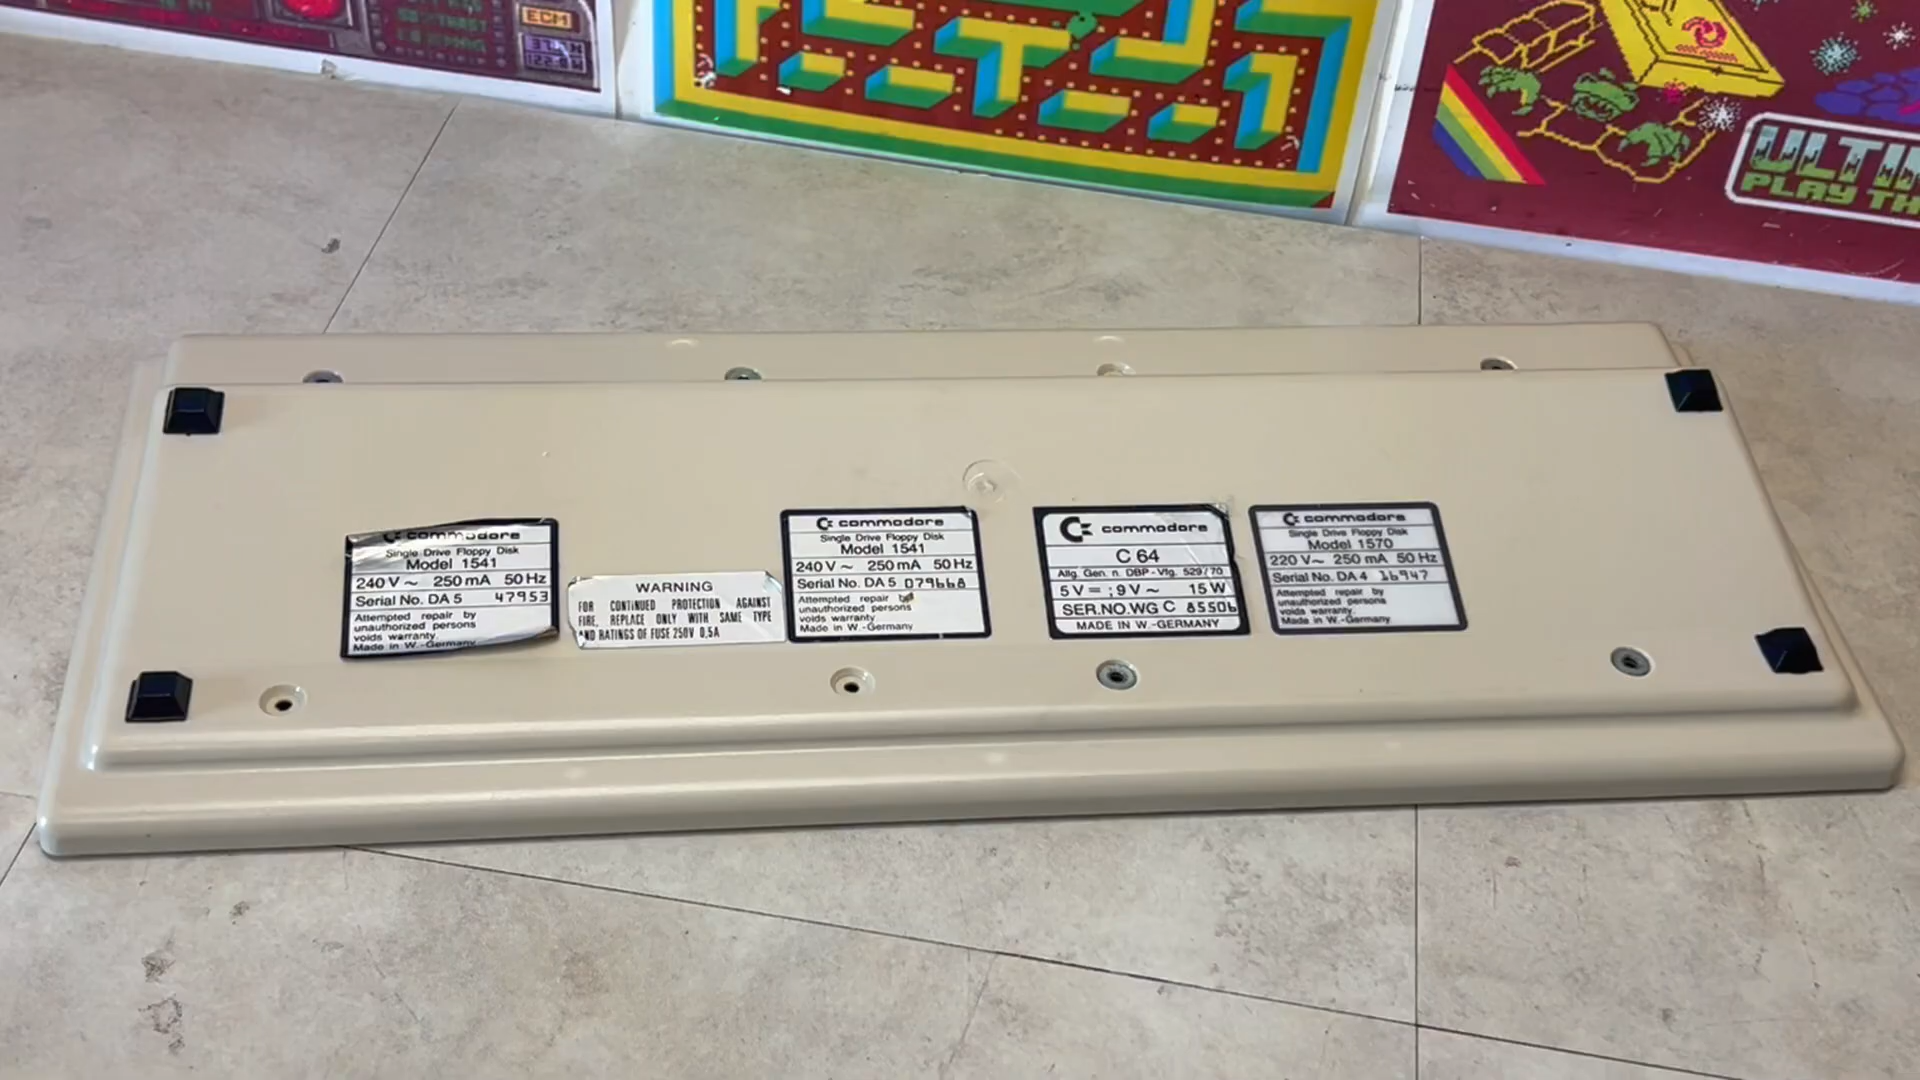 ECM
ULTIM
PLAY TH
commodore
Single Drive Floppy Disk
Model 1541
240 V ~ 250 mA 50 Hz
Serial No. DA 5 47953
Attempted repair by
unauthorized persons
voids warranty.
Made in W.-Germany
WARNING
FOR CONTINUED PROTECTION AGAINST
FIRE, REPLACE ONLY WITH SAME TYPE
AND RATINGS OF FUSE 250V 0,5A
commodore
Single Drive Floppy Disk
Model 1541
240 V ~ 250 mA 50 Hz
Serial No. DA 5 079668
Attempted repair by
unauthorized persons
voids warranty.
Made in W.-Germany
commodore
C 64
Allg. Gen. n. DBP - Vfg. 529/70
5 V = ; 9 V ~ 15 W
SER.NO.WG C 85506
MADE IN W.-GERMANY
commodore
Single Drive Floppy Disk
Model 1570
220 V ~ 250 mA 50 Hz
Serial No. DA 4 16947
Attempted repair by
unauthorized persons
voids warranty.
Made in W.-Germany